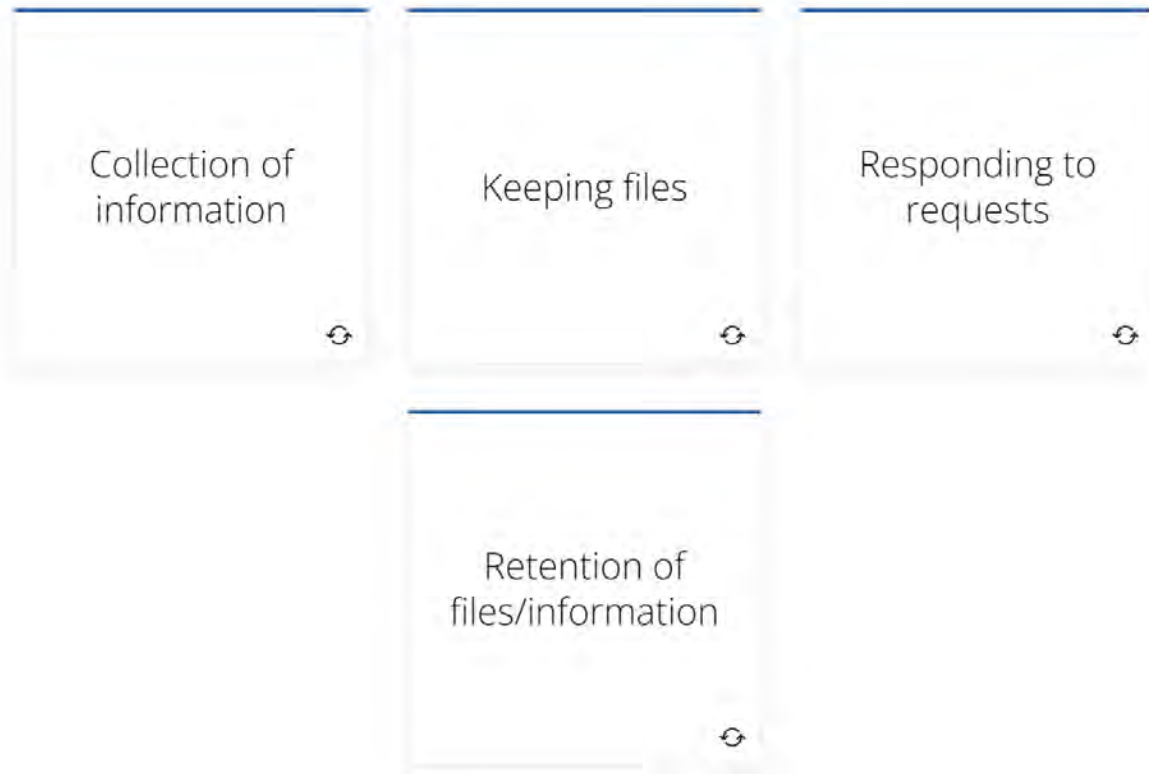 Collection of
information
Keeping files
Responding to
requests
Retention of
files/information